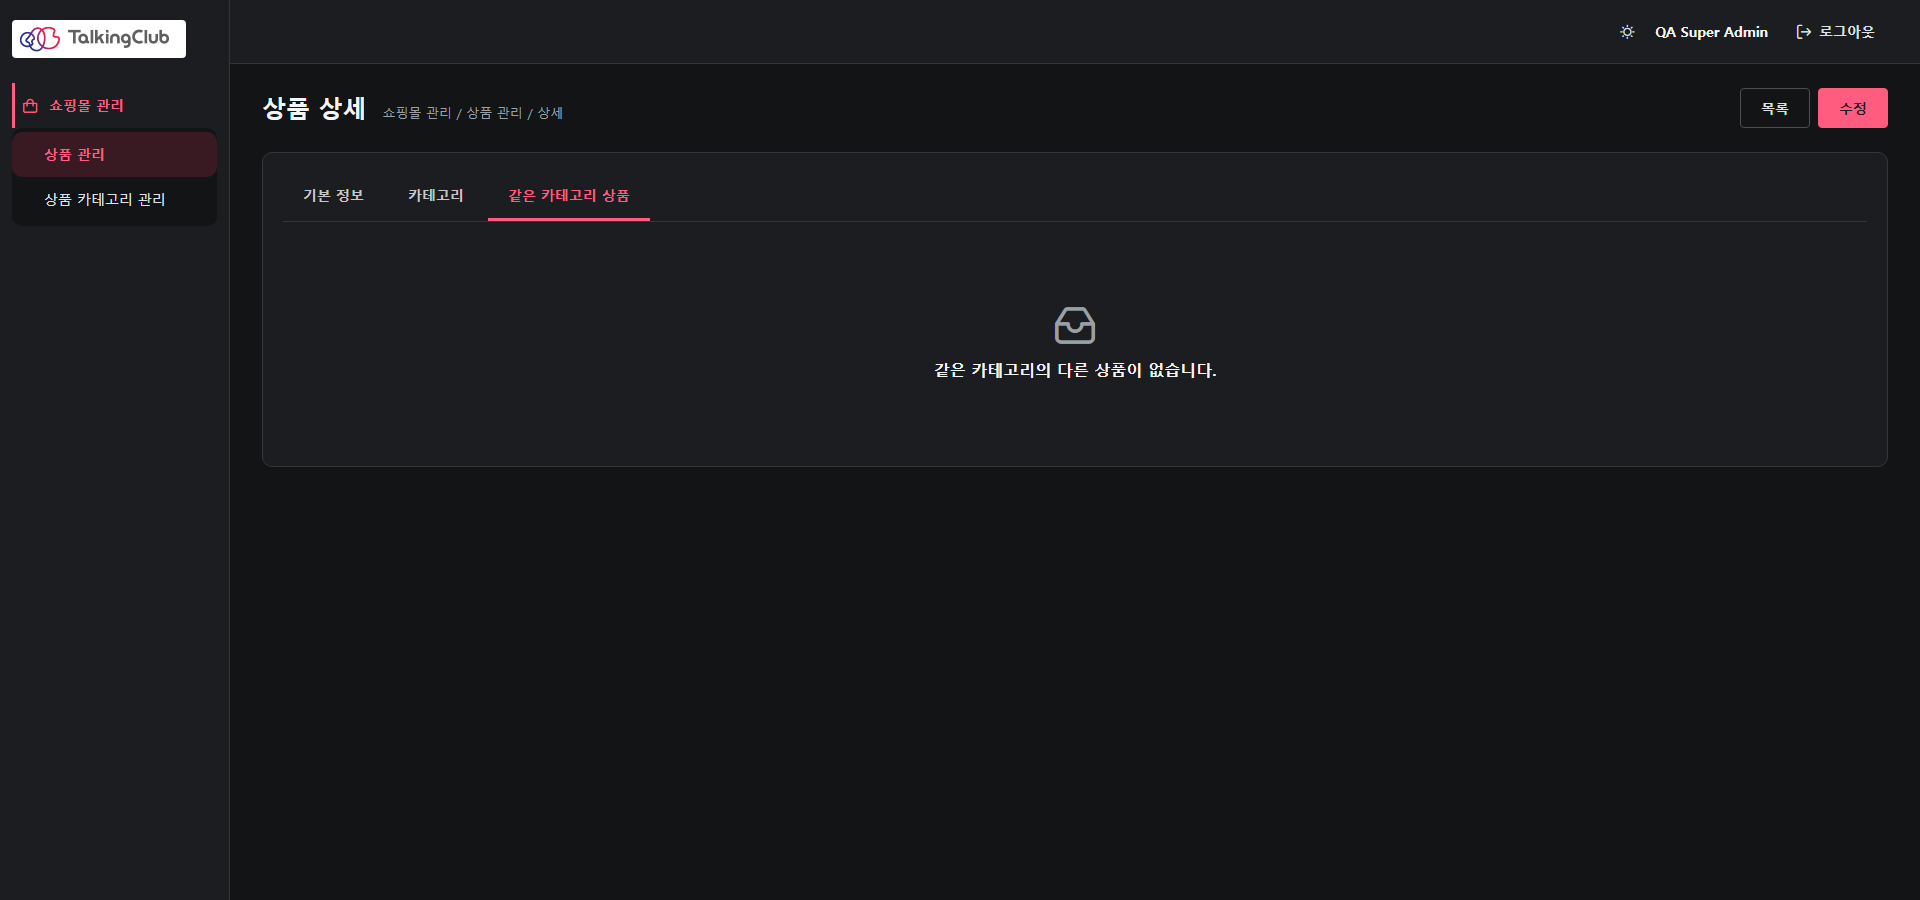 TalkingClub
QA Super Admin
로그아웃
쇼핑몰 관리
상품 관리
상품 카테고리 관리
상품 상세
쇼핑몰 관리 / 상품 관리 / 상세
목록
수정
기본 정보
카테고리
같은 카테고리 상품
같은 카테고리의 다른 상품이 없습니다.